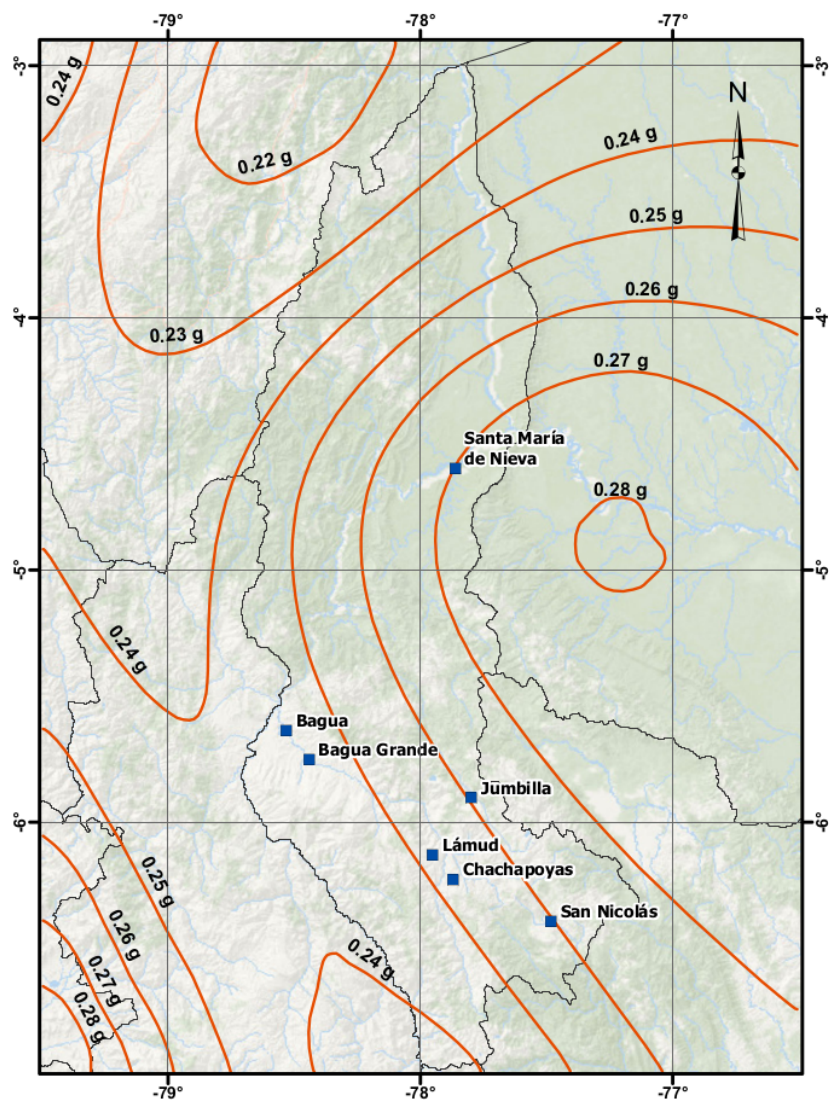 -79° -78° -77°
0.24 g
-3° -3°
N
0.22 g
0.24 g
0.25 g
0.26 g
-4° -4°
0.23 g
0.27 g
Santa María
de Nieva
0.28 g
-5° -5°
0.24 g
Bagua
Bagua Grande
Jumbilla
-6° -6°
Lámud
0.25 g
Chachapoyas
San Nicolás
0.26 g
0.24 g
0.27 g
0.28 g
-79° -78° -77°